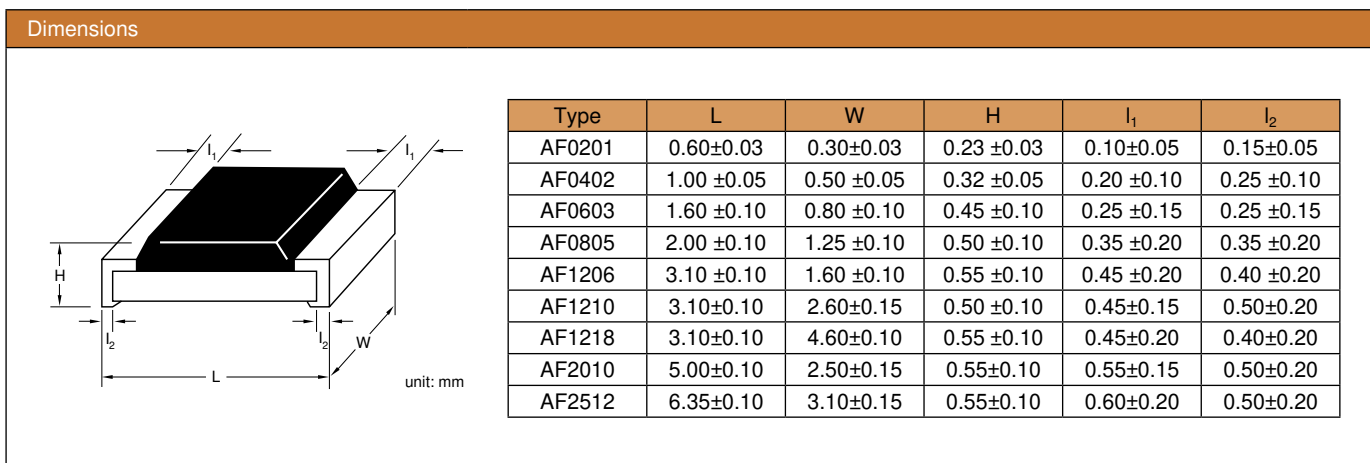 Dimensions
l₁ l₁
H
l₂ l₂
W
L
unit: mm
Type L W H l₁ l₂
AF0201 0.60±0.03 0.30±0.03 0.23 ±0.03 0.10±0.05 0.15±0.05
AF0402 1.00 ±0.05 0.50 ±0.05 0.32 ±0.05 0.20 ±0.10 0.25 ±0.10
AF0603 1.60 ±0.10 0.80 ±0.10 0.45 ±0.10 0.25 ±0.15 0.25 ±0.15
AF0805 2.00 ±0.10 1.25 ±0.10 0.50 ±0.10 0.35 ±0.20 0.35 ±0.20
AF1206 3.10 ±0.10 1.60 ±0.10 0.55 ±0.10 0.45 ±0.20 0.40 ±0.20
AF1210 3.10±0.10 2.60±0.15 0.50 ±0.10 0.45±0.15 0.50±0.20
AF1218 3.10±0.10 4.60±0.10 0.55 ±0.10 0.45±0.20 0.40±0.20
AF2010 5.00±0.10 2.50±0.15 0.55±0.10 0.55±0.15 0.50±0.20
AF2512 6.35±0.10 3.10±0.15 0.55±0.10 0.60±0.20 0.50±0.20